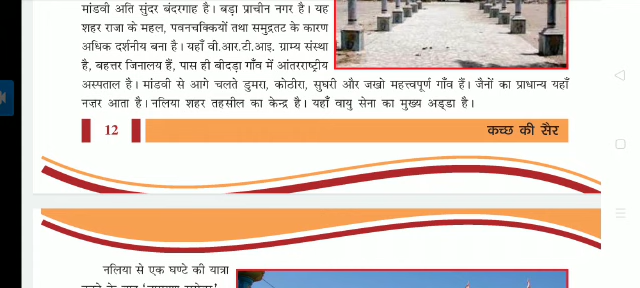 मांडवी अति सुंदर बंदरगाह है। बड़ा प्राचीन नगर है। यह
शहर राजा के महल, पवनचक्कियों तथा समुद्रतट के कारण
अधिक दर्शनीय बना है। यहाँ वी.आर.टी.आइ. ग्राम्य संस्था
है, बहत्तर जिनालय हैं, पास ही बीदड़ा गाँव में आंतरराष्ट्रीय
अस्पताल है। मांडवी से आगे चलते डुमरा, कोठीरा, सुथरी और जखो महत्त्वपूर्ण गाँव हैं। जैनों का प्राधान्य यहाँ
नज़र आता है। नलिया शहर तहसील का केन्द्र है। यहाँ वायु सेना का मुख्य अड्डा है।
12
कच्छ की सैर
नलिया से एक घण्टे की यात्रा